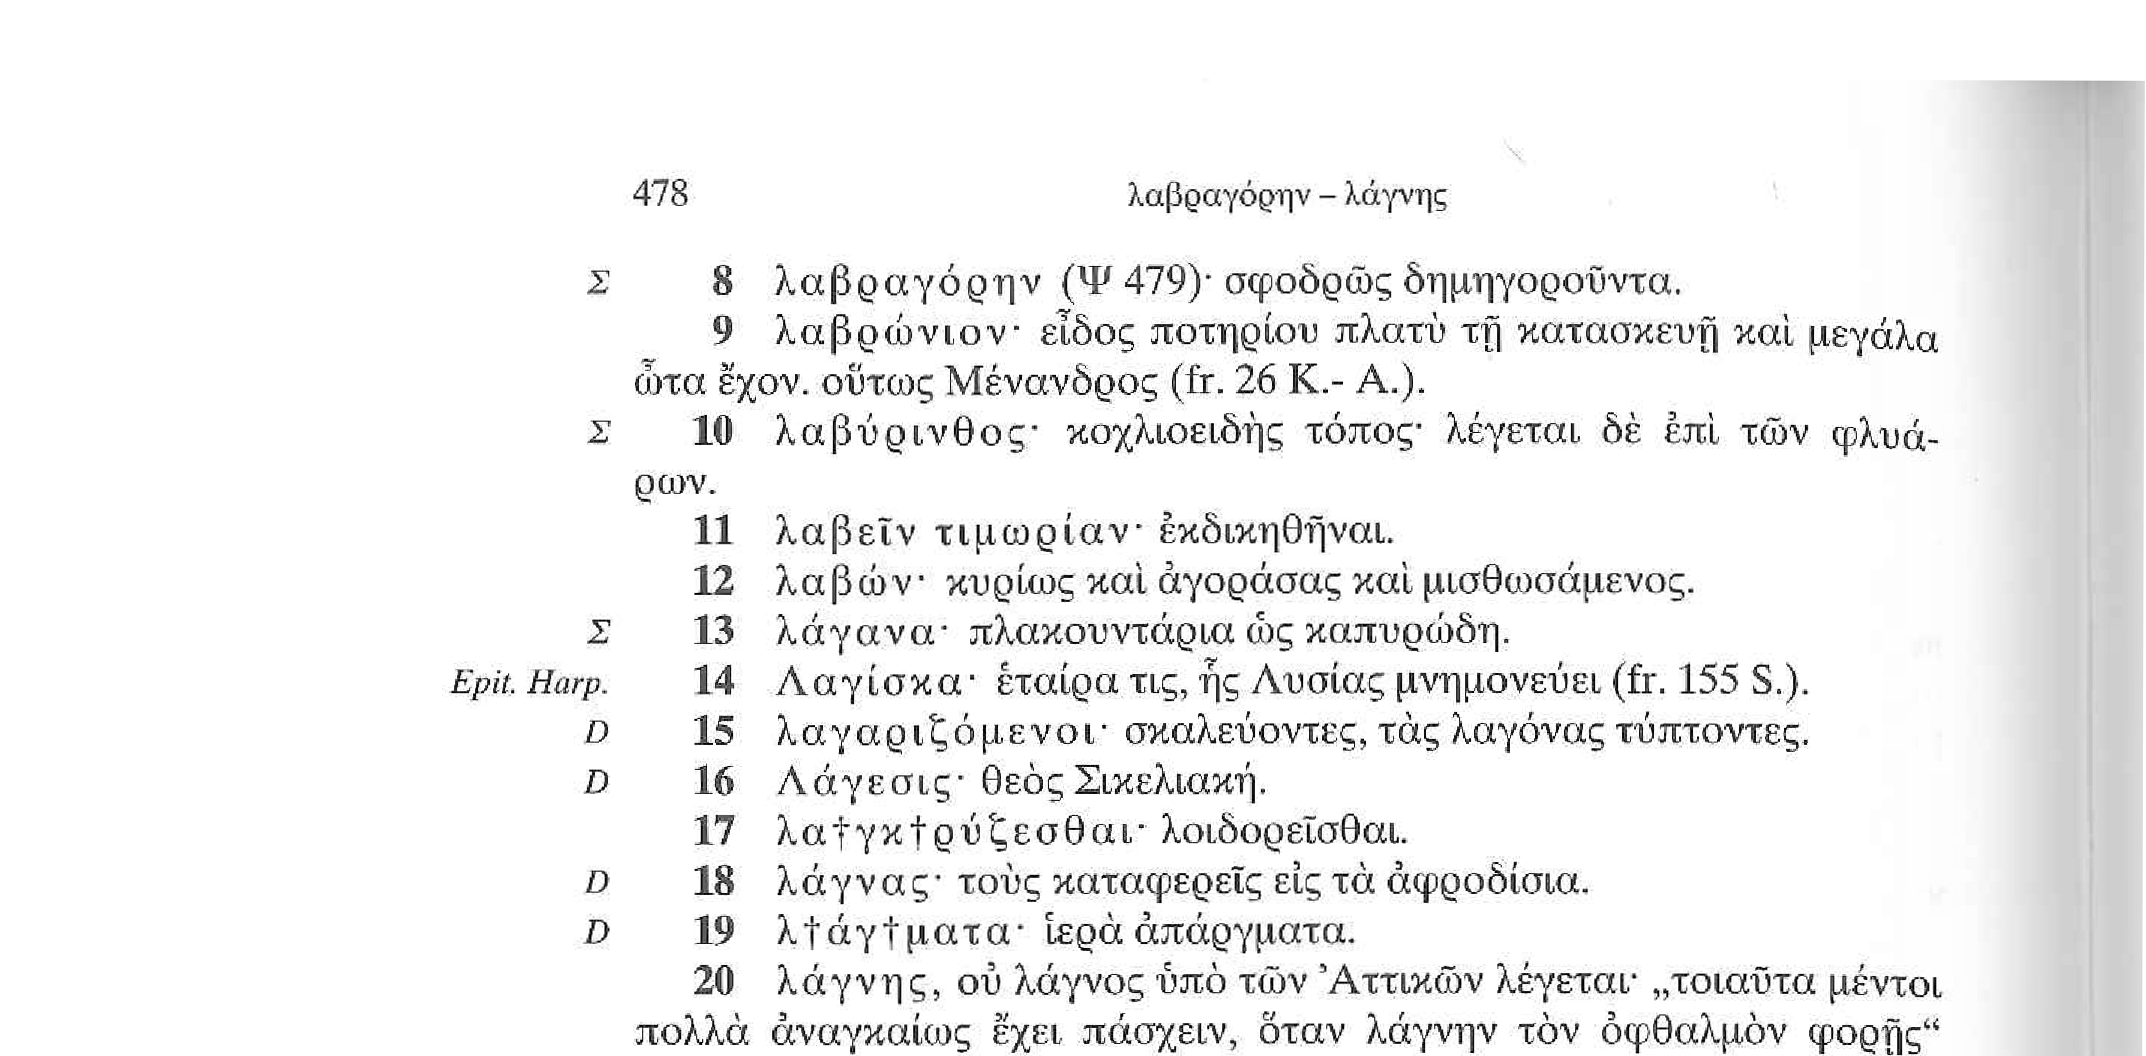 478 λαβραγόρην – λάγνης
Σ 8 λαβραγόρην (Ψ 479)· σφοδρῶς δημηγοροῦντα.
9 λαβρώνιον· εἶδος ποτηρίου πλατὺ τῇ κατασκευῇ καὶ μεγάλα
ὦτα ἔχον. οὕτως Μένανδρος (fr. 26 K.- A.).
Σ 10 λαβύρινθος· κοχλιοειδὴς τόπος· λέγεται δὲ ἐπὶ τῶν φλυά-
ρων.
11 λαβεῖν τιμωρίαν· ἐκδικηθῆναι.
12 λαβών· κυρίως καὶ ἀγοράσας καὶ μισθωσάμενος.
Σ 13 λάγανα· πλακουντάρια ὡς καπυρώδη.
Epit. Harp. 14 Λαγίσκα· ἑταίρα τις, ἧς Λυσίας μνημονεύει (fr. 155 S.).
D 15 λαγαριζόμενοι· σκαλεύοντες, τὰς λαγόνας τύπτοντες.
D 16 Λάγεσις· θεὸς Σικελιακή.
17 λα†γκ†ρύζεσθαι· λοιδορεῖσθαι.
D 18 λάγνας· τοὺς καταφερεῖς εἰς τὰ ἀφροδίσια.
D 19 λ†άγ†ματα· ἱερὰ ἀπάργματα.
20 λάγνης, οὐ λάγνος ὑπὸ τῶν Ἀττικῶν λέγεται· „τοιαῦτα μέντοι
πολλὰ ἀναγκαίως ἔχει πάσχειν, ὅταν λάγνην τὸν ὀφθαλμὸν φορῇς“